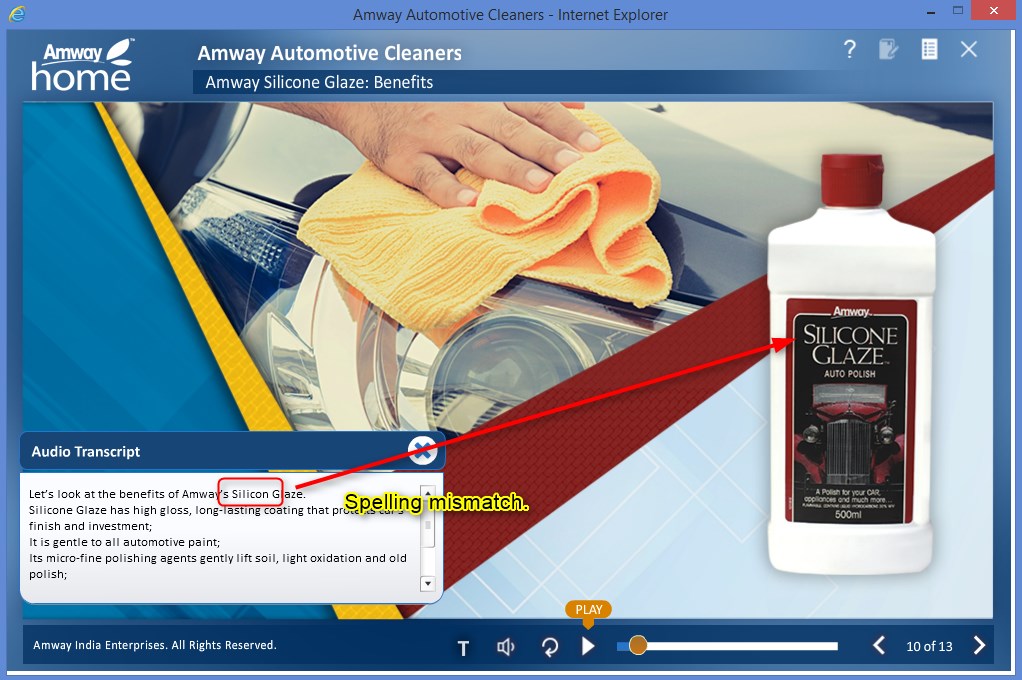 Amway Automotive Cleaners - Internet Explorer
Amway™
home
Amway Automotive Cleaners
Amway Silicone Glaze: Benefits
?
Amway™
SILICONE
GLAZE™
AUTO POLISH
A Polish for your CAR,
appliances and much more...
500ml
Audio Transcript
Let's look at the benefits of Amway's Silicon Glaze.
Silicone Glaze has high gloss, long-lasting coating that protects car's
finish and investment;
It is gentle to all automotive paint;
Its micro-fine polishing agents gently lift soil, light oxidation and old
polish;
Spelling mismatch.
PLAY
Amway India Enterprises. All Rights Reserved.
T
10 of 13